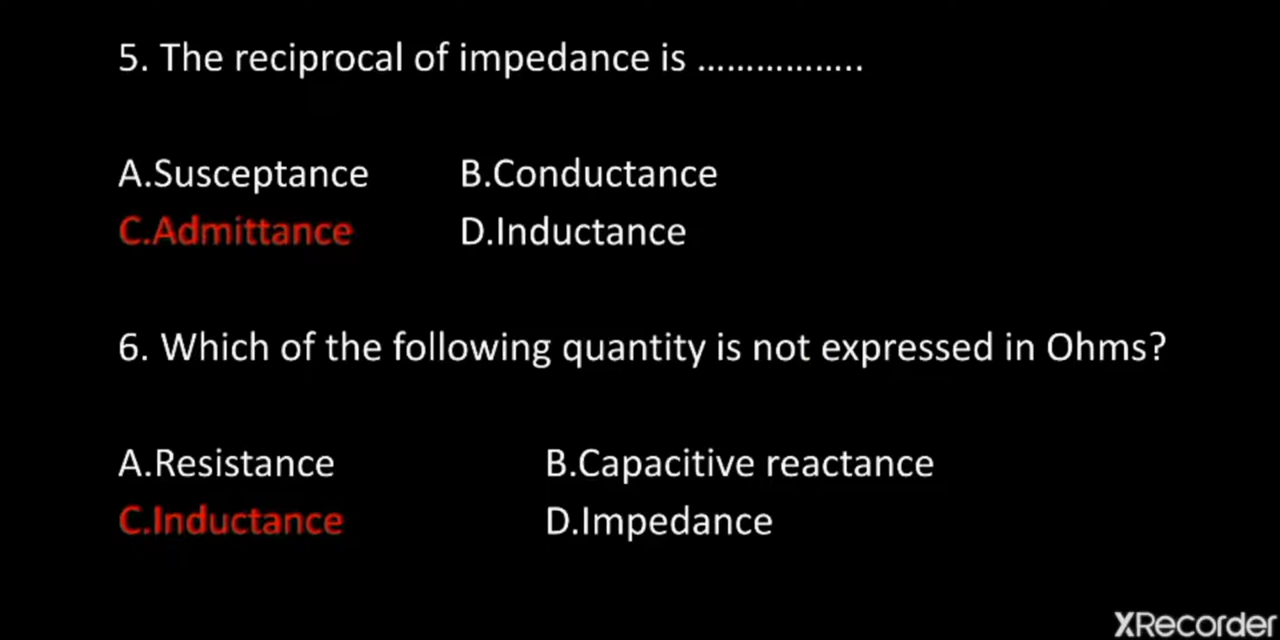 5. The reciprocal of impedance is ……………..
A.Susceptance B.Conductance
C.Admittance D.Inductance
6. Which of the following quantity is not expressed in Ohms?
A.Resistance B.Capacitive reactance
C.Inductance D.Impedance
XRecorder